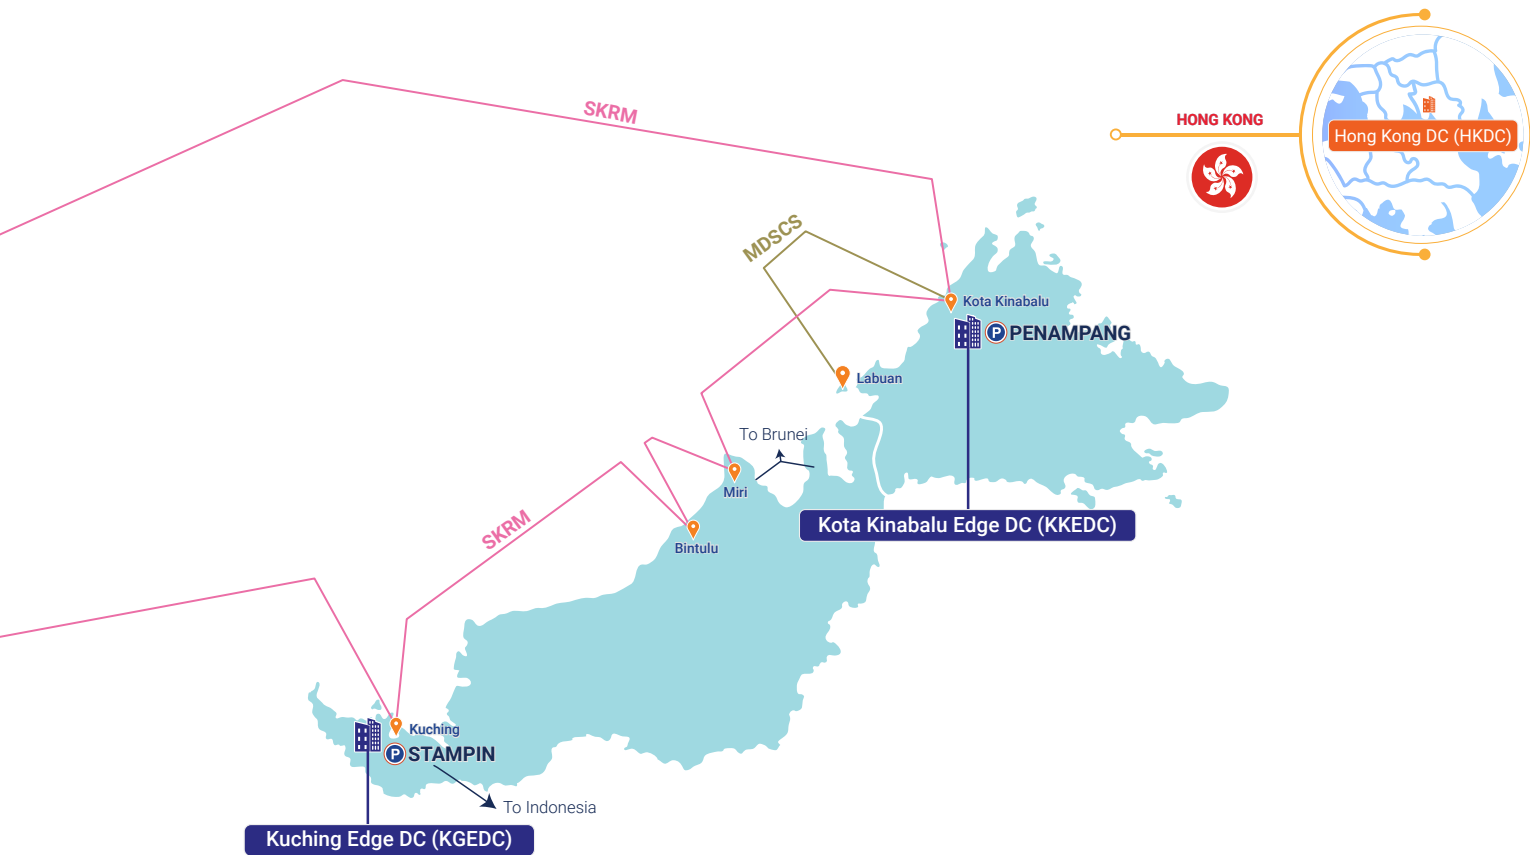 SKRM
HONG KONG
Hong Kong DC (HKDC)
MDSCS
Kota Kinabalu
P
PENAMPANG
Labuan
To Brunei
Miri
Kota Kinabalu Edge DC (KKEDC)
SKRM
Bintulu
Kuching
P
STAMPIN
To Indonesia
Kuching Edge DC (KGEDC)